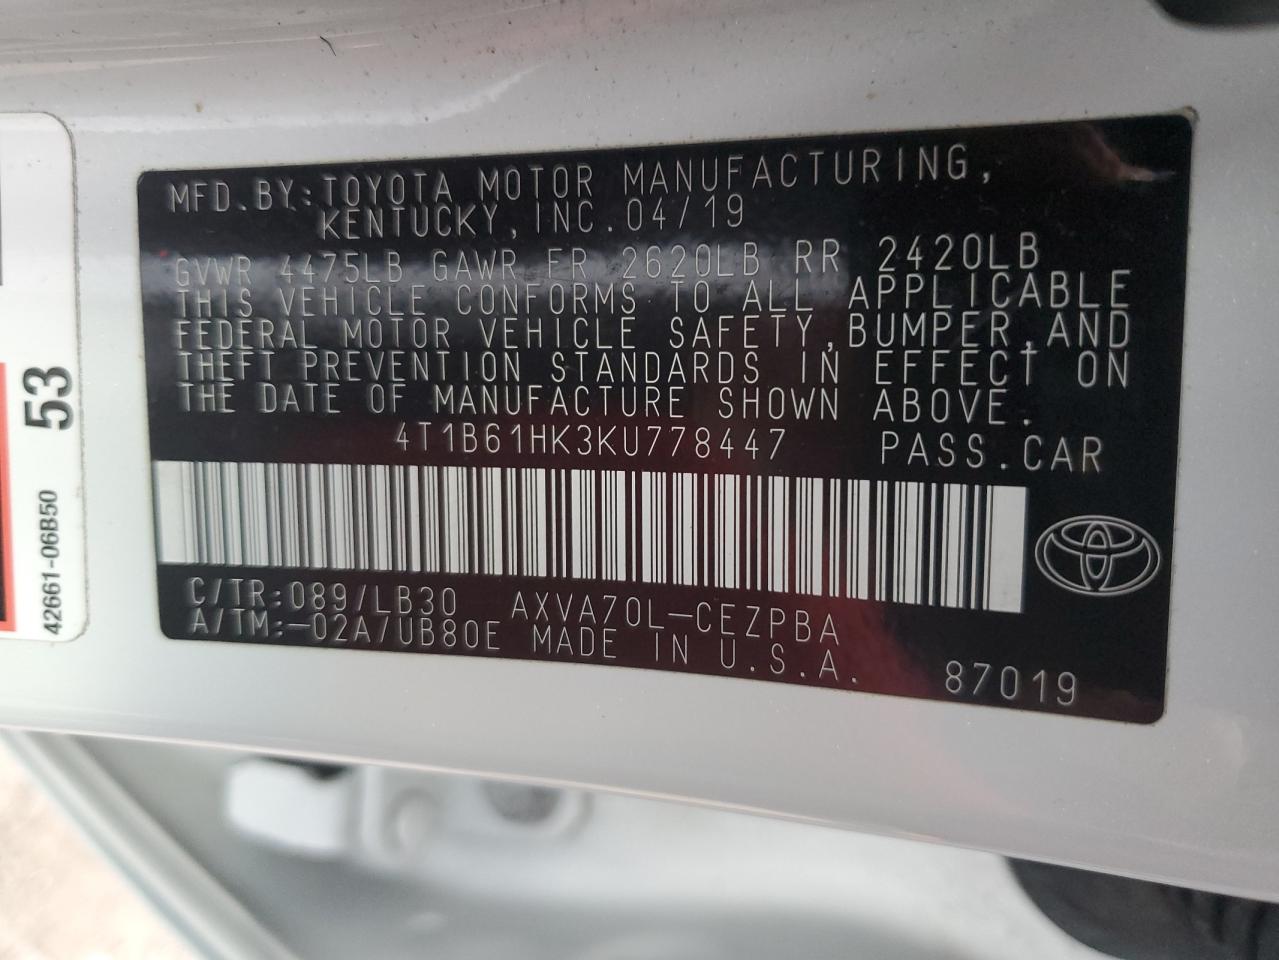 MFD.BY:TOYOTA MOTOR MANUFACTURING,
KENTUCKY,INC.04/19
GVWR 4475LB GAWR FR 2620LB RR 2420LB
THIS VEHICLE CONFORMS TO ALL APPLICABLE
FEDERAL MOTOR VEHICLE SAFETY,BUMPER,AND
THEFT PREVENTION STANDARDS IN EFFECT ON
THE DATE OF MANUFACTURE SHOWN ABOVE.
4T1B61HK3KU778447 PASS.CAR
C/TR:089/LB30 AXVA70L-CEZPBA
A/TM:-02A/UB80E MADE IN U.S.A.
87019
53
42661-06B50